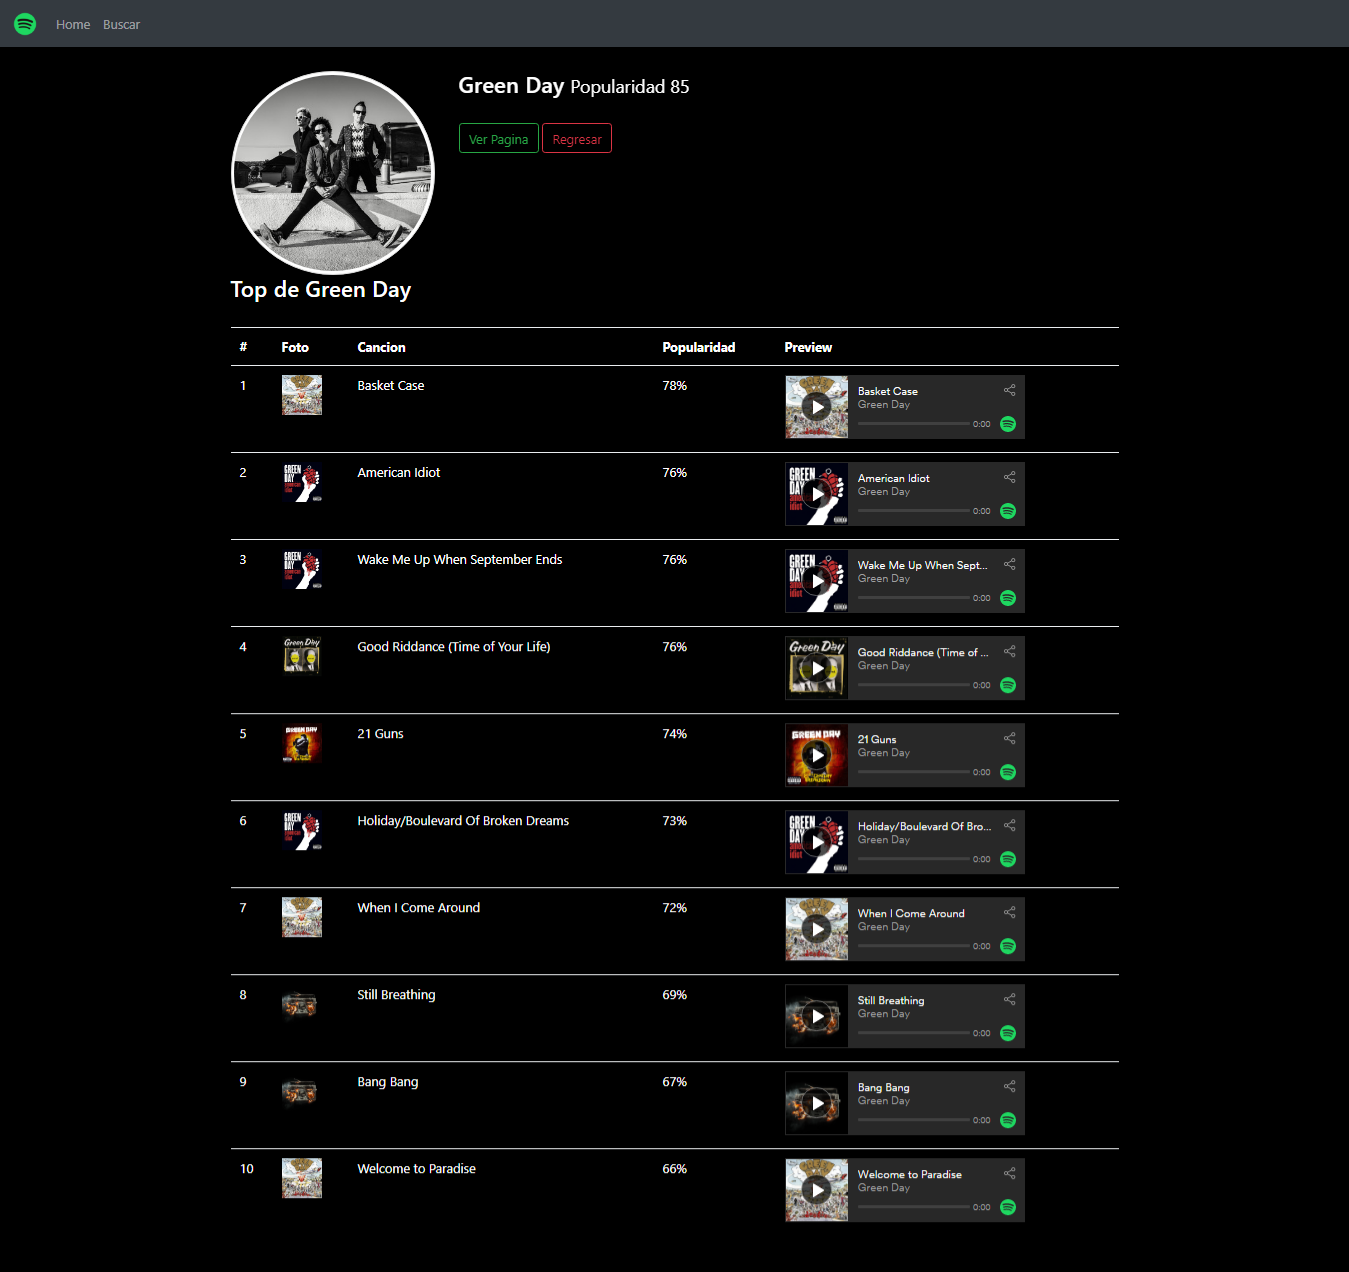 Home Buscar
Green Day Popularidad 85
Ver Pagina Regresar
Top de Green Day
# Foto Cancion Popularidad Preview
1 Basket Case 78% Basket Case
Green Day
0:00
2 American Idiot 76% American Idiot
Green Day
0:00
3 Wake Me Up When September Ends 76% Wake Me Up When Sept...
Green Day
0:00
4 Good Riddance (Time of Your Life) 76% Good Riddance (Time of ...
Green Day
0:00
5 21 Guns 74% 21 Guns
Green Day
0:00
6 Holiday/Boulevard Of Broken Dreams 73% Holiday/Boulevard Of Bro...
Green Day
0:00
7 When I Come Around 72% When I Come Around
Green Day
0:00
8 Still Breathing 69% Still Breathing
Green Day
0:00
9 Bang Bang 67% Bang Bang
Green Day
0:00
10 Welcome to Paradise 66% Welcome to Paradise
Green Day
0:00